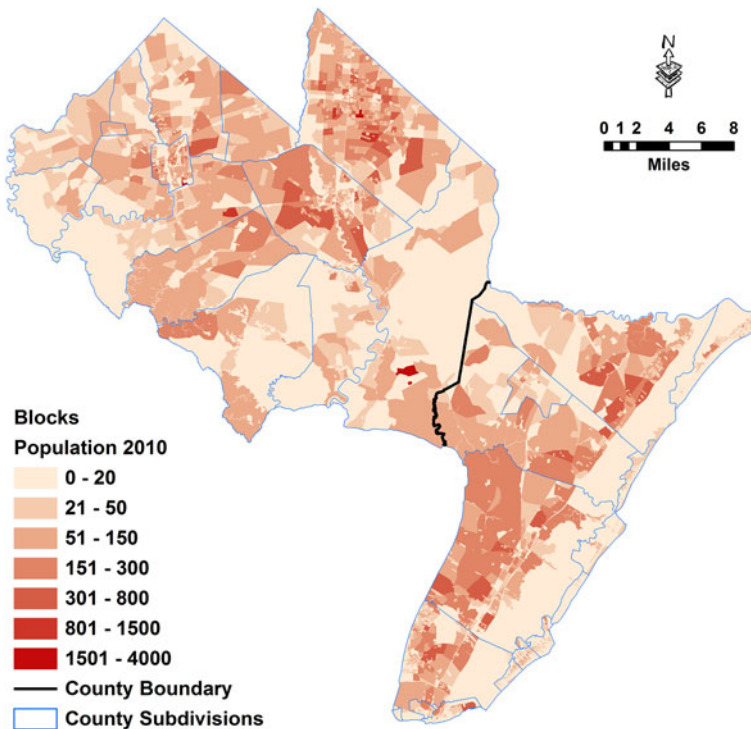 N
0 1 2 4 6 8
Miles
Blocks
Population 2010
0 - 20
21 - 50
51 - 150
151 - 300
301 - 800
801 - 1500
1501 - 4000
County Boundary
County Subdivisions